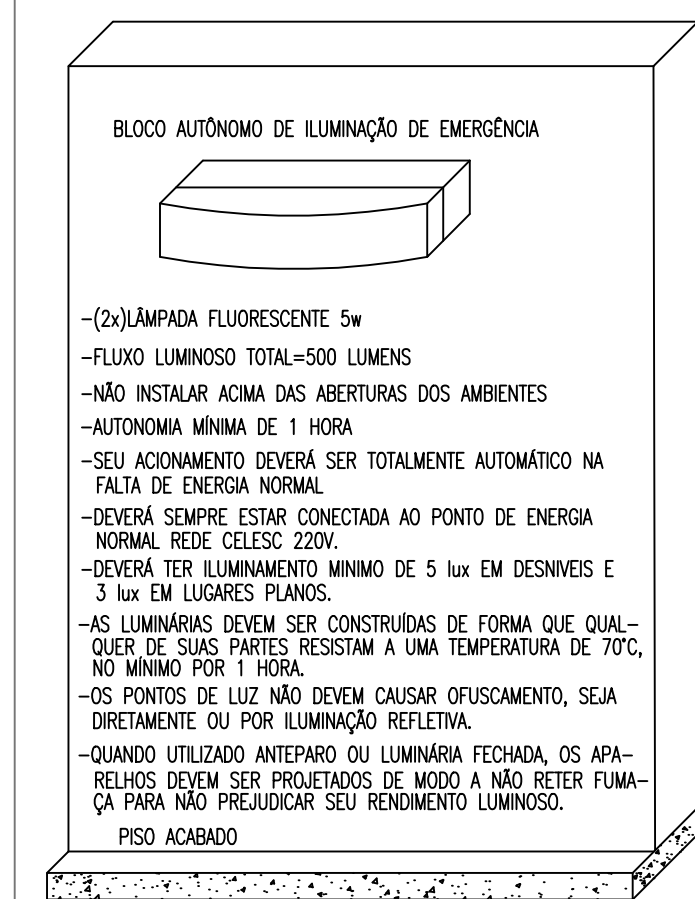 BLOCO AUTÔNOMO DE ILUMINAÇÃO DE EMERGÊNCIA
-(2x)LÂMPADA FLUORESCENTE 5w
-FLUXO LUMINOSO TOTAL=500 LUMENS
-NÃO INSTALAR ACIMA DAS ABERTURAS DOS AMBIENTES
-AUTONOMIA MÍNIMA DE 1 HORA
-SEU ACIONAMENTO DEVERÁ SER TOTALMENTE AUTOMÁTICO NA
FALTA DE ENERGIA NORMAL
-DEVERÁ SEMPRE ESTAR CONECTADA AO PONTO DE ENERGIA
NORMAL REDE CELESC 220V.
-DEVERÁ TER ILUMINAMENTO MINIMO DE 5 lux EM DESNIVEIS E
3 lux EM LUGARES PLANOS.
-AS LUMINÁRIAS DEVEM SER CONSTRUÍDAS DE FORMA QUE QUAL-
QUER DE SUAS PARTES RESISTAM A UMA TEMPERATURA DE 70°C,
NO MÍNIMO POR 1 HORA.
-OS PONTOS DE LUZ NÃO DEVEM CAUSAR OFUSCAMENTO, SEJA
DIRETAMENTE OU POR ILUMINAÇÃO REFLETIVA.
-QUANDO UTILIZADO ANTEPARO OU LUMINÁRIA FECHADA, OS APA-
RELHOS DEVEM SER PROJETADOS DE MODO A NÃO RETER FUMA-
ÇA PARA NÃO PREJUDICAR SEU RENDIMENTO LUMINOSO.
PISO ACABADO